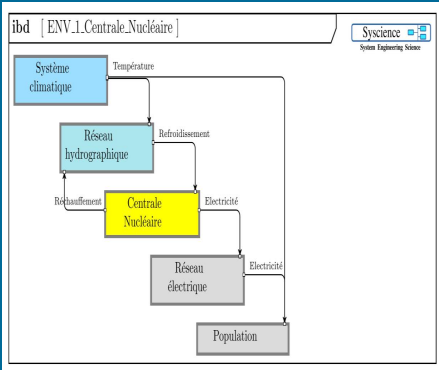 ibd [ ENV_1_Centrale_Nucléaire ]
Syscience
System Engineering Science
Système
climatique
Température
Réseau
hydrographique
Refroidissement
Réchauffement
Centrale
Nucléaire
Electricité
Réseau
électrique
Electricité
Population